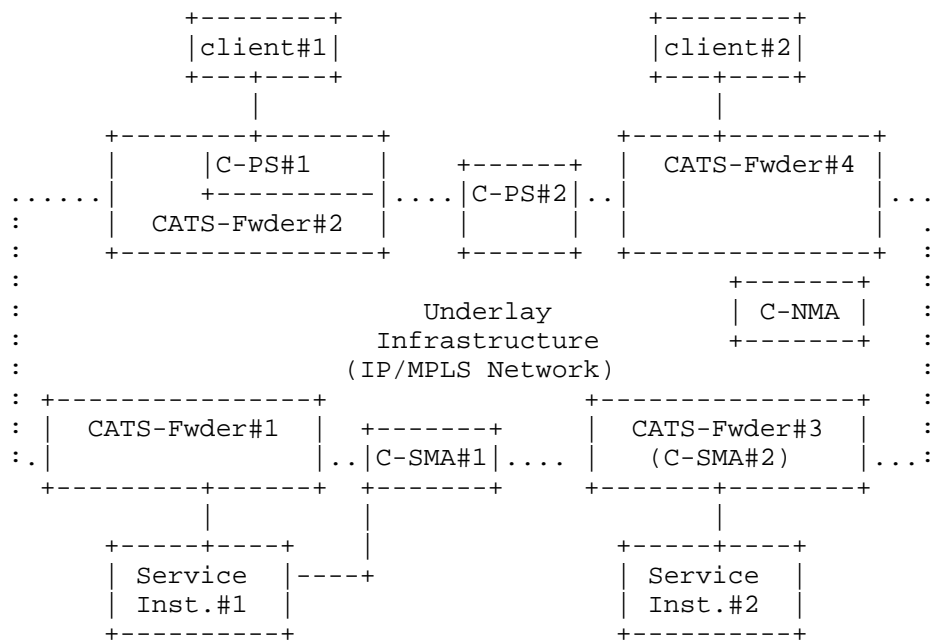 client#1 client#2
C-PS#1 CATS-Fwder#4
C-PS#2
CATS-Fwder#2
C-NMA
Underlay
Infrastructure
(IP/MPLS Network)
CATS-Fwder#1 CATS-Fwder#3
C-SMA#1 (C-SMA#2)
Service Service
Inst.#1 Inst.#2